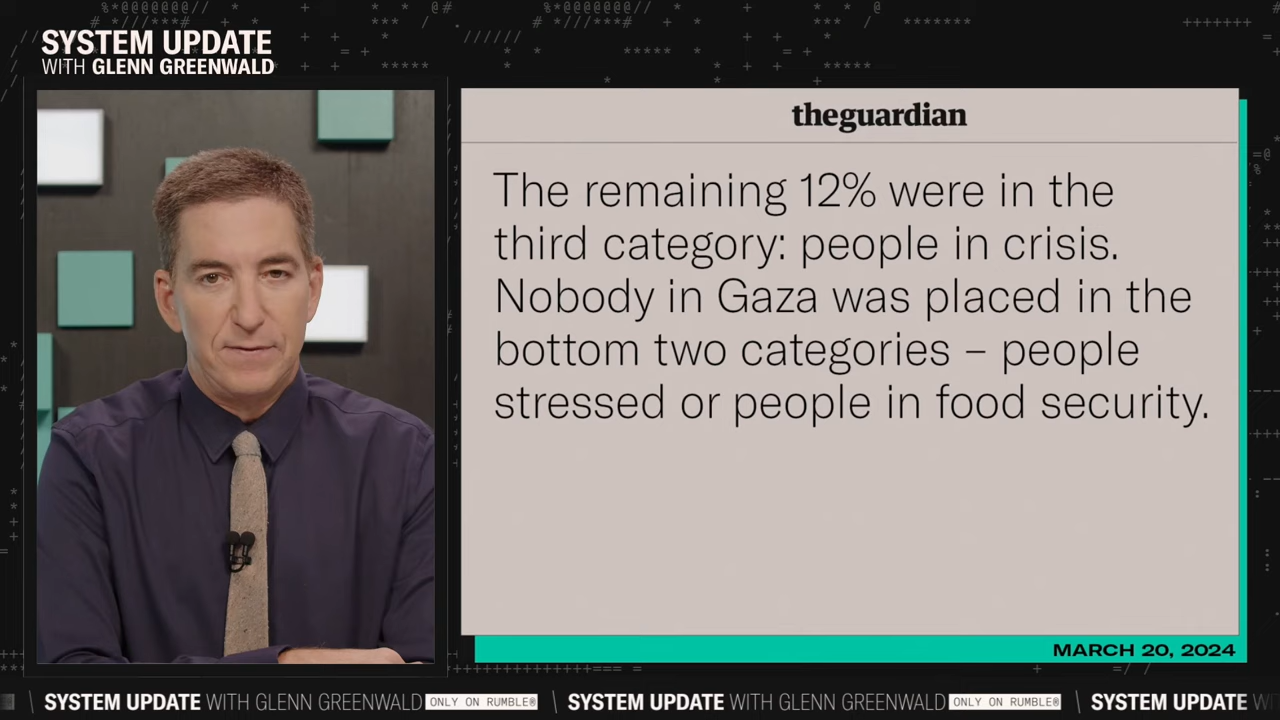 SYSTEM UPDATE
WITH GLENN GREENWALD
theguardian
The remaining 12% were in the
third category: people in crisis.
Nobody in Gaza was placed in the
bottom two categories – people
stressed or people in food security.
MARCH 20, 2024
SYSTEM UPDATE WITH GLENN GREENWALD ONLY ON RUMBLE® SYSTEM UPDATE WITH GLENN GREENWALD ONLY ON RUMBLE® SYSTEM UPDATE